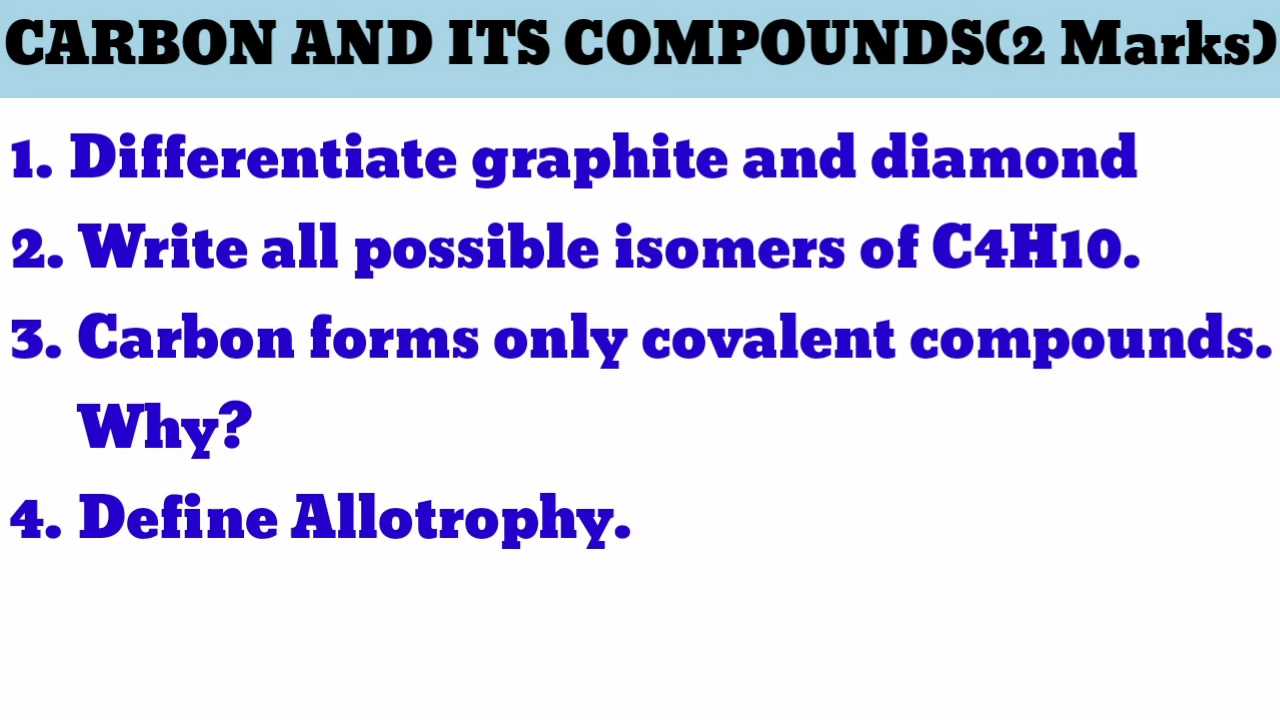 CARBON AND ITS COMPOUNDS(2 Marks)
1. Differentiate graphite and diamond
2. Write all possible isomers of C4H10.
3. Carbon forms only covalent compounds.
Why?
4. Define Allotrophy.